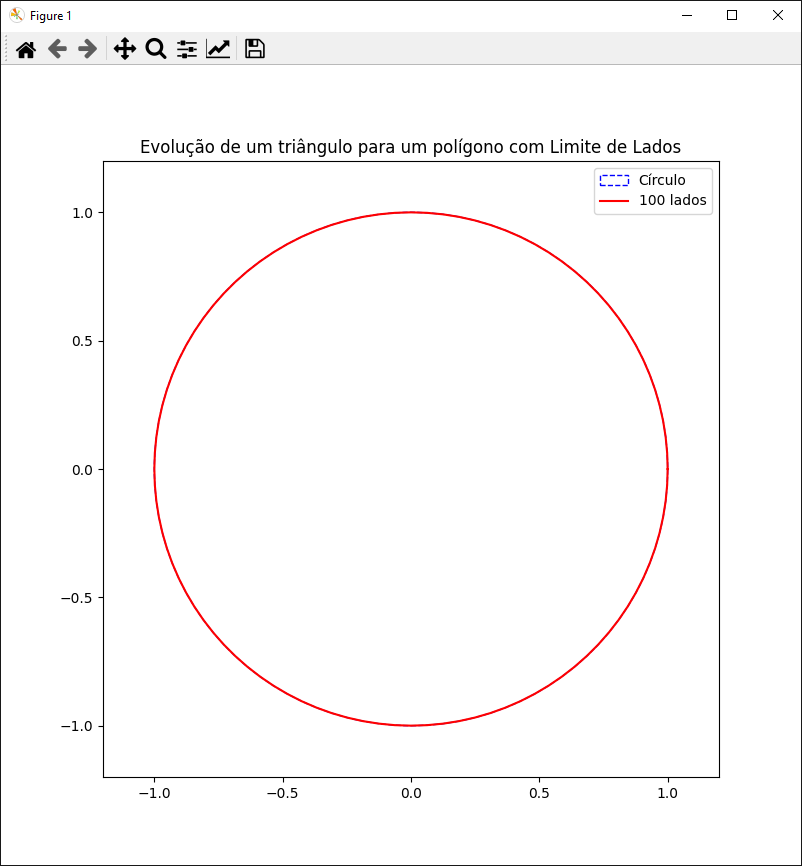 Figure 1
Evolução de um triângulo para um polígono com Limite de Lados
Círculo
100 lados
1.0
0.5
0.0
−0.5
−1.0
−1.0 −0.5 0.0 0.5 1.0